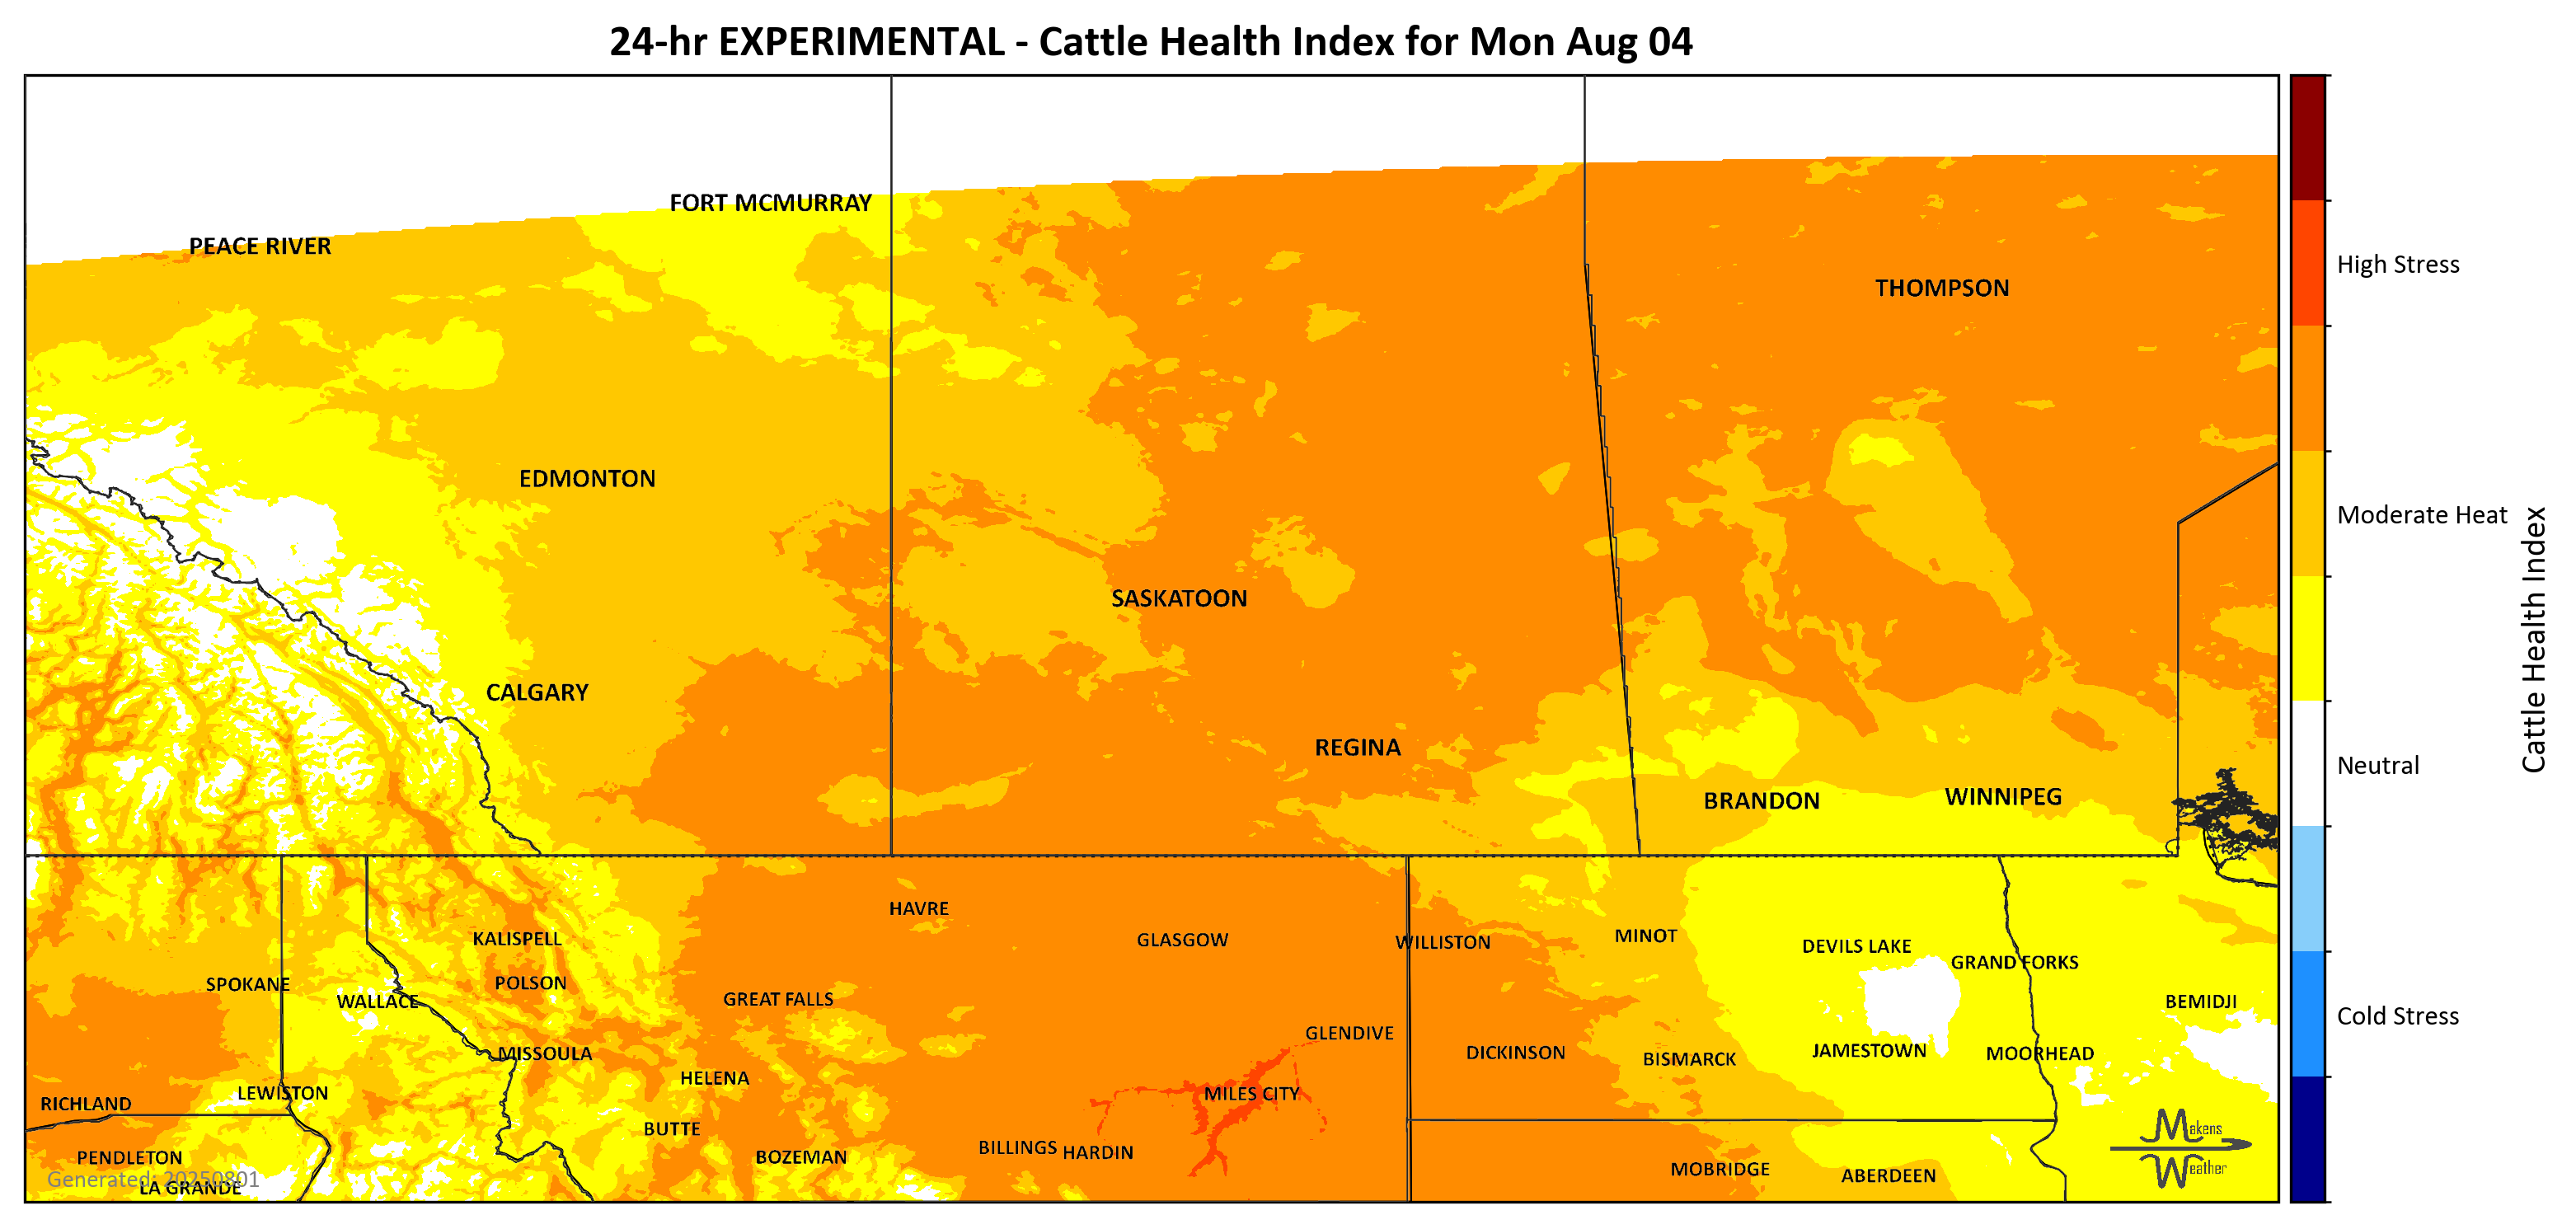 24-hr EXPERIMENTAL - Cattle Health Index for Mon Aug 04
FORT MCMURRAY
PEACE RIVER
THOMPSON
High Stress
EDMONTON
Moderate Heat
SASKATOON
Cattle Health Index
CALGARY
REGINA
Neutral
BRANDON
WINNIPEG
HAVRE
KALISPELL
GLASGOW
WILLISTON
MINOT
DEVILS LAKE
GRAND FORKS
SPOKANE
POLSON
WALLACE
GREAT FALLS
BEMIDJI
Cold Stress
GLENDIVE
MISSOULA
DICKINSON
BISMARCK
JAMESTOWN
MOORHEAD
HELENA
LEWISTON
MILES CITY
RICHLAND
BUTTE
Makens
Weather
BILLINGS
HARDIN
PENDLETON
BOZEMAN
MOBRIDGE
ABERDEEN
Generated: 20250801
LA GRANDE